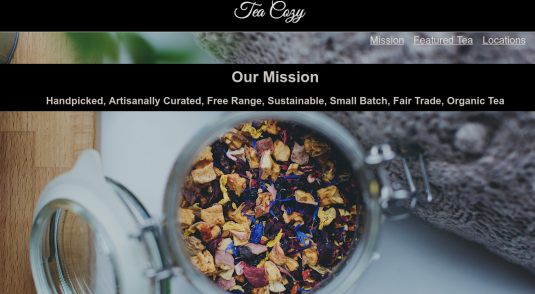 Tea Cozy
Mission Featured Tea Locations
Our Mission
Handpicked, Artisanally Curated, Free Range, Sustainable, Small Batch, Fair Trade, Organic Tea